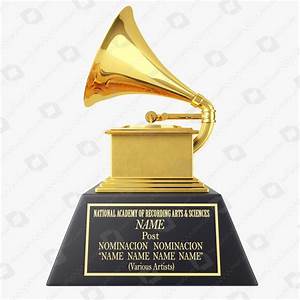 NATIONAL ACADEMY OF RECORDING ARTS & SCIENCES
NAME
Post
NOMINACION NOMINACION
"NAME NAME NAME NAME"
(Various Artists)